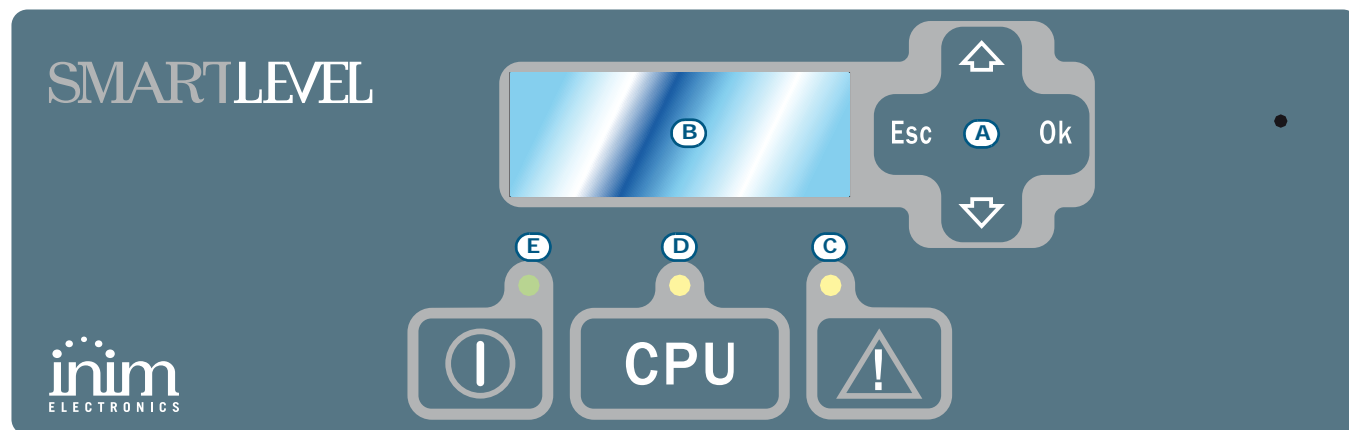 SMARTLEVEL
B
Esc A Ok
E D C
CPU
!
inim
ELECTRONICS